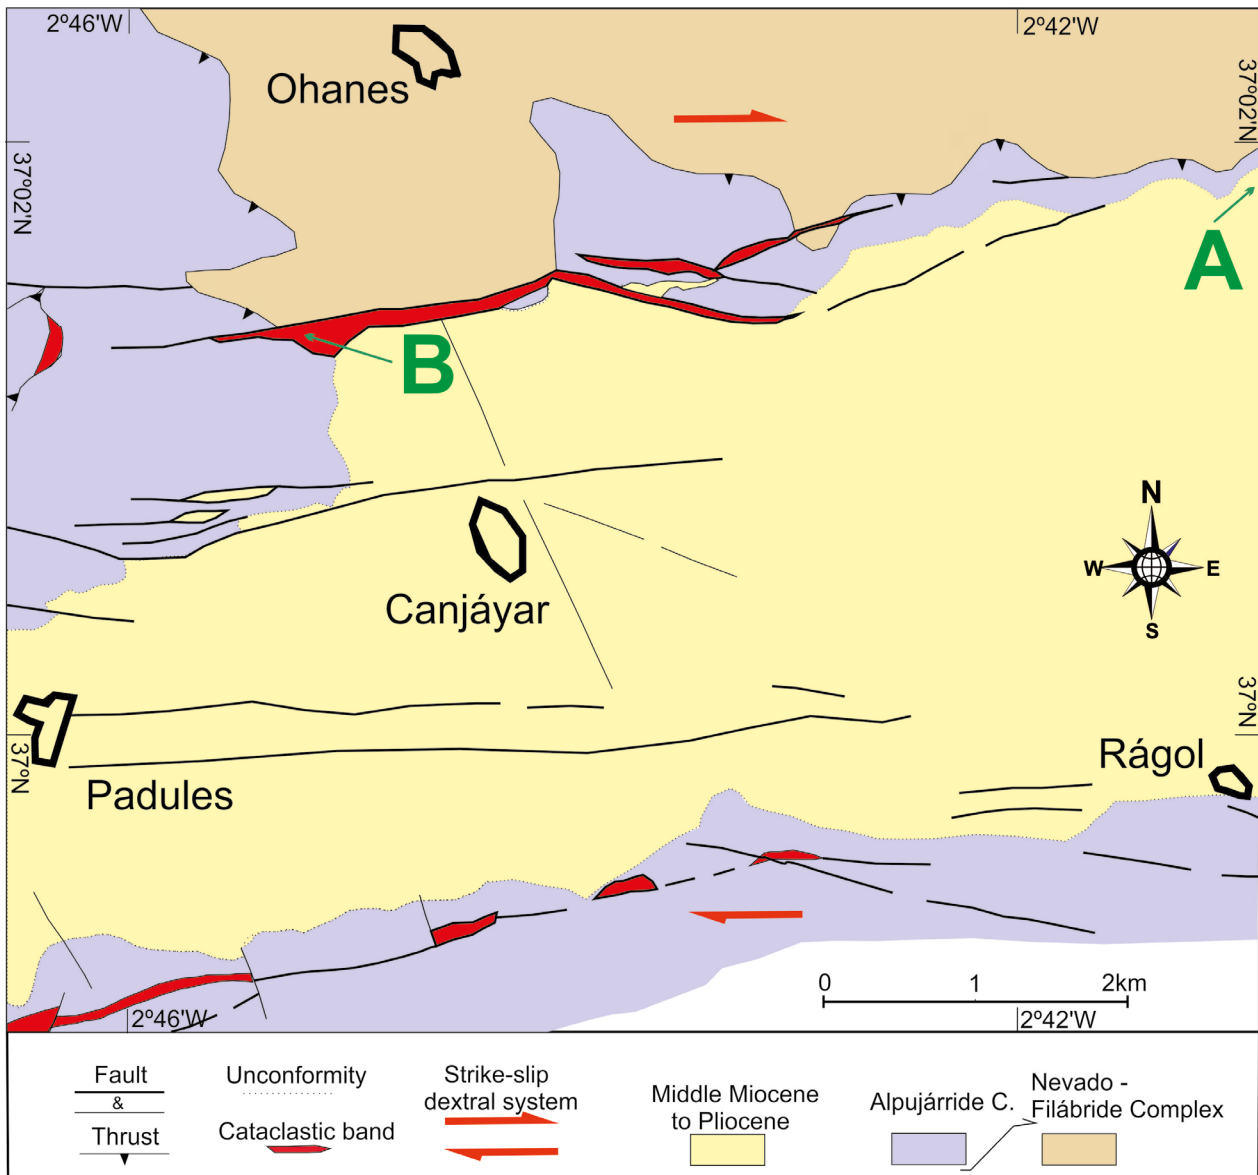 2º46'W
2º42'W
Ohanes
37º02'N
37º02'N
A
B
N
W
E
S
Canjáyar
37ºN
37ºN
Rágol
Padules
0
1
2km
2º46'W
2º42'W
Fault
&
Thrust
Unconformity
Cataclastic band
Strike-slip
dextral system
Middle Miocene
to Pliocene
Alpujárride C.
Nevado -
Filábride Complex